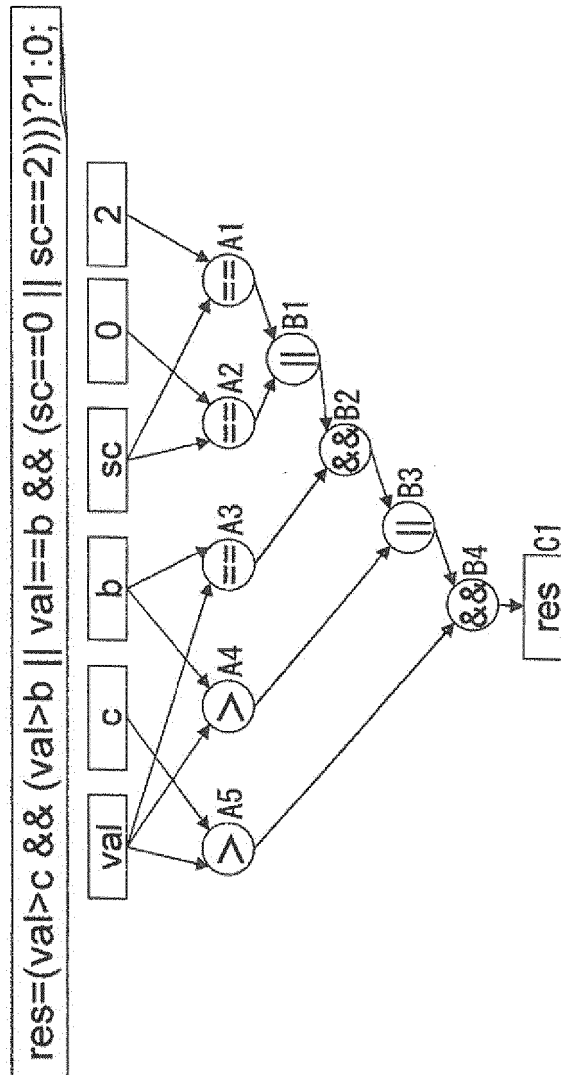 res=(val>c && (val>b || val==b && (sc==0 || sc==2)))?1:0;
val c b sc 0 2
> A5 > A4 == A3 == A2 == A1
|| B1
&& B2
|| B3
&& B4
res C1